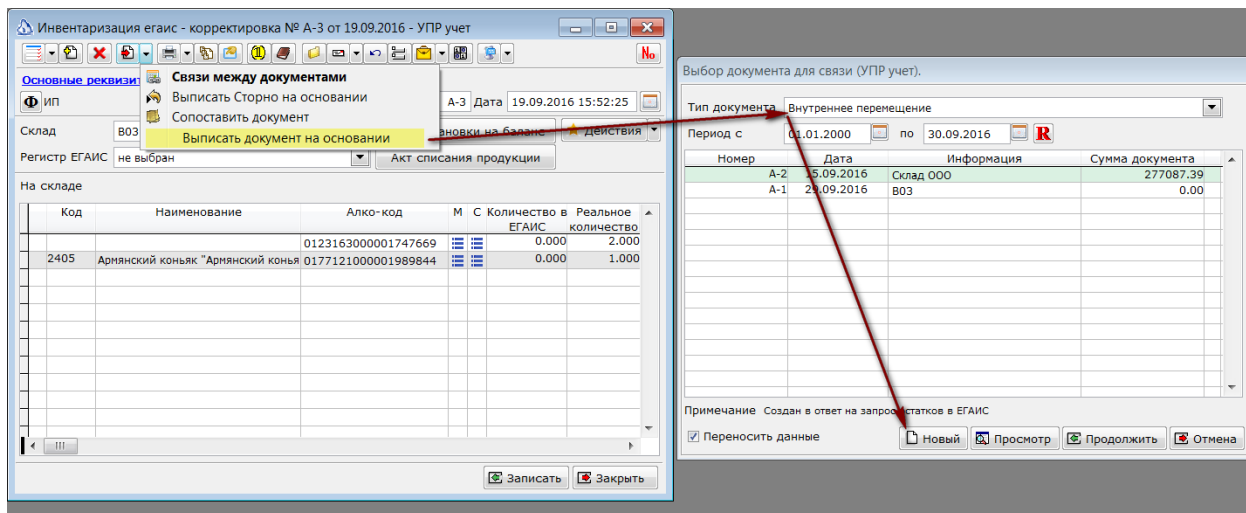 Инвентаризация егаис - корректировка № А-3 от 19.09.2016 - УПР учет
No
Основные реквизит
Связи между документами
Выписать Сторно на основании
Сопоставить документ
Выписать документ на основании
Ф ИП
А-3 Дата 19.09.2016 15:52:25
Склад В03
на балансе
Действия
Регистр ЕГАИС не выбран
Акт списания продукции
На складе
Код Наименование Алко-код М С Количество в ЕГАИС Реальное количество
0123163000001747669 0.000 2.000
2405 Армянский коньяк "Армянский конья 0177121000001989844 0.000 1.000
Записать Закрыть
Выбор документа для связи (УПР учет).
Тип документа Внутреннее перемещение
Период с 01.01.2000 по 30.09.2016 R
Номер Дата Информация Сумма документа
А-2 15.09.2016 Склад ООО 277087.39
А-1 29.09.2016 В03 0.00
Примечание Создан в ответ на запрос остатков в ЕГАИС
Переносить данные
Новый Просмотр Продолжить Отмена